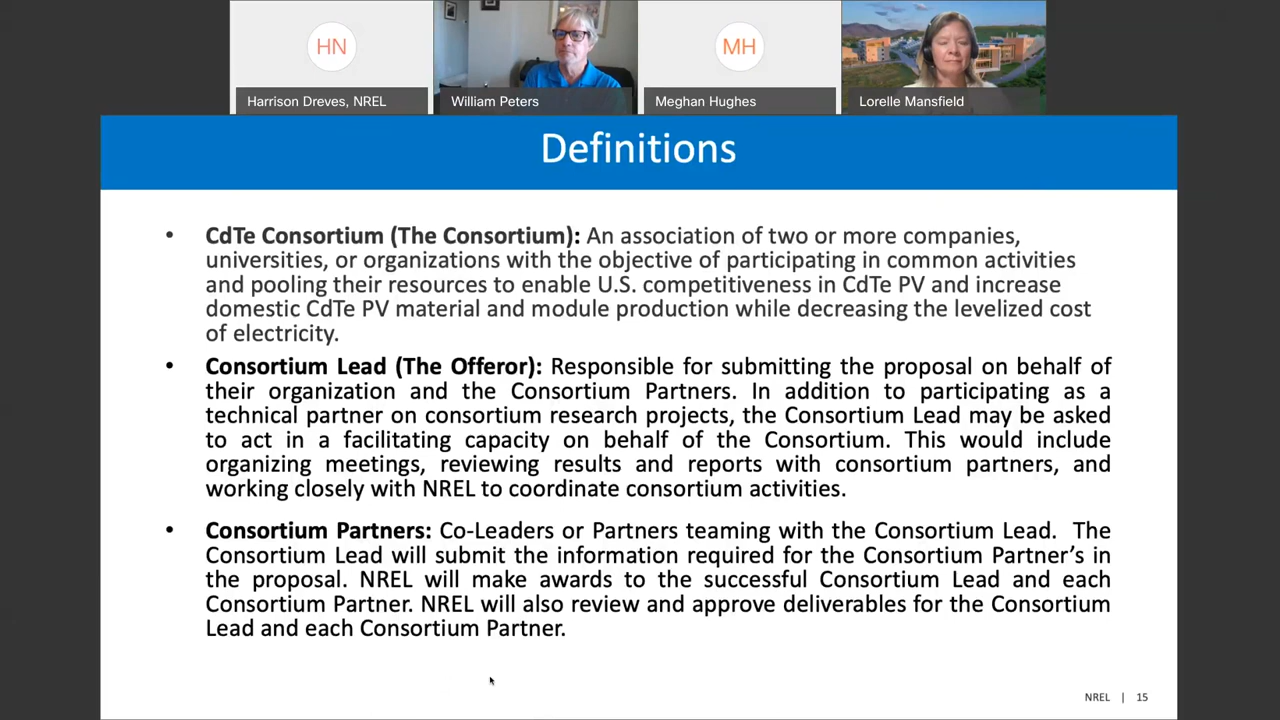 HN
MH
Harrison Dreves, NREL
William Peters
Meghan Hughes
Lorelle Mansfield
Definitions
• CdTe Consortium (The Consortium): An association of two or more companies,
universities, or organizations with the objective of participating in common activities
and pooling their resources to enable U.S. competitiveness in CdTe PV and increase
domestic CdTe PV material and module production while decreasing the levelized cost
of electricity.
• Consortium Lead (The Offeror): Responsible for submitting the proposal on behalf of
their organization and the Consortium Partners. In addition to participating as a
technical partner on consortium research projects, the Consortium Lead may be asked
to act in a facilitating capacity on behalf of the Consortium. This would include
organizing meetings, reviewing results and reports with consortium partners, and
working closely with NREL to coordinate consortium activities.
• Consortium Partners: Co-Leaders or Partners teaming with the Consortium Lead. The
Consortium Lead will submit the information required for the Consortium Partner’s in
the proposal. NREL will make awards to the successful Consortium Lead and each
Consortium Partner. NREL will also review and approve deliverables for the Consortium
Lead and each Consortium Partner.
NREL | 15